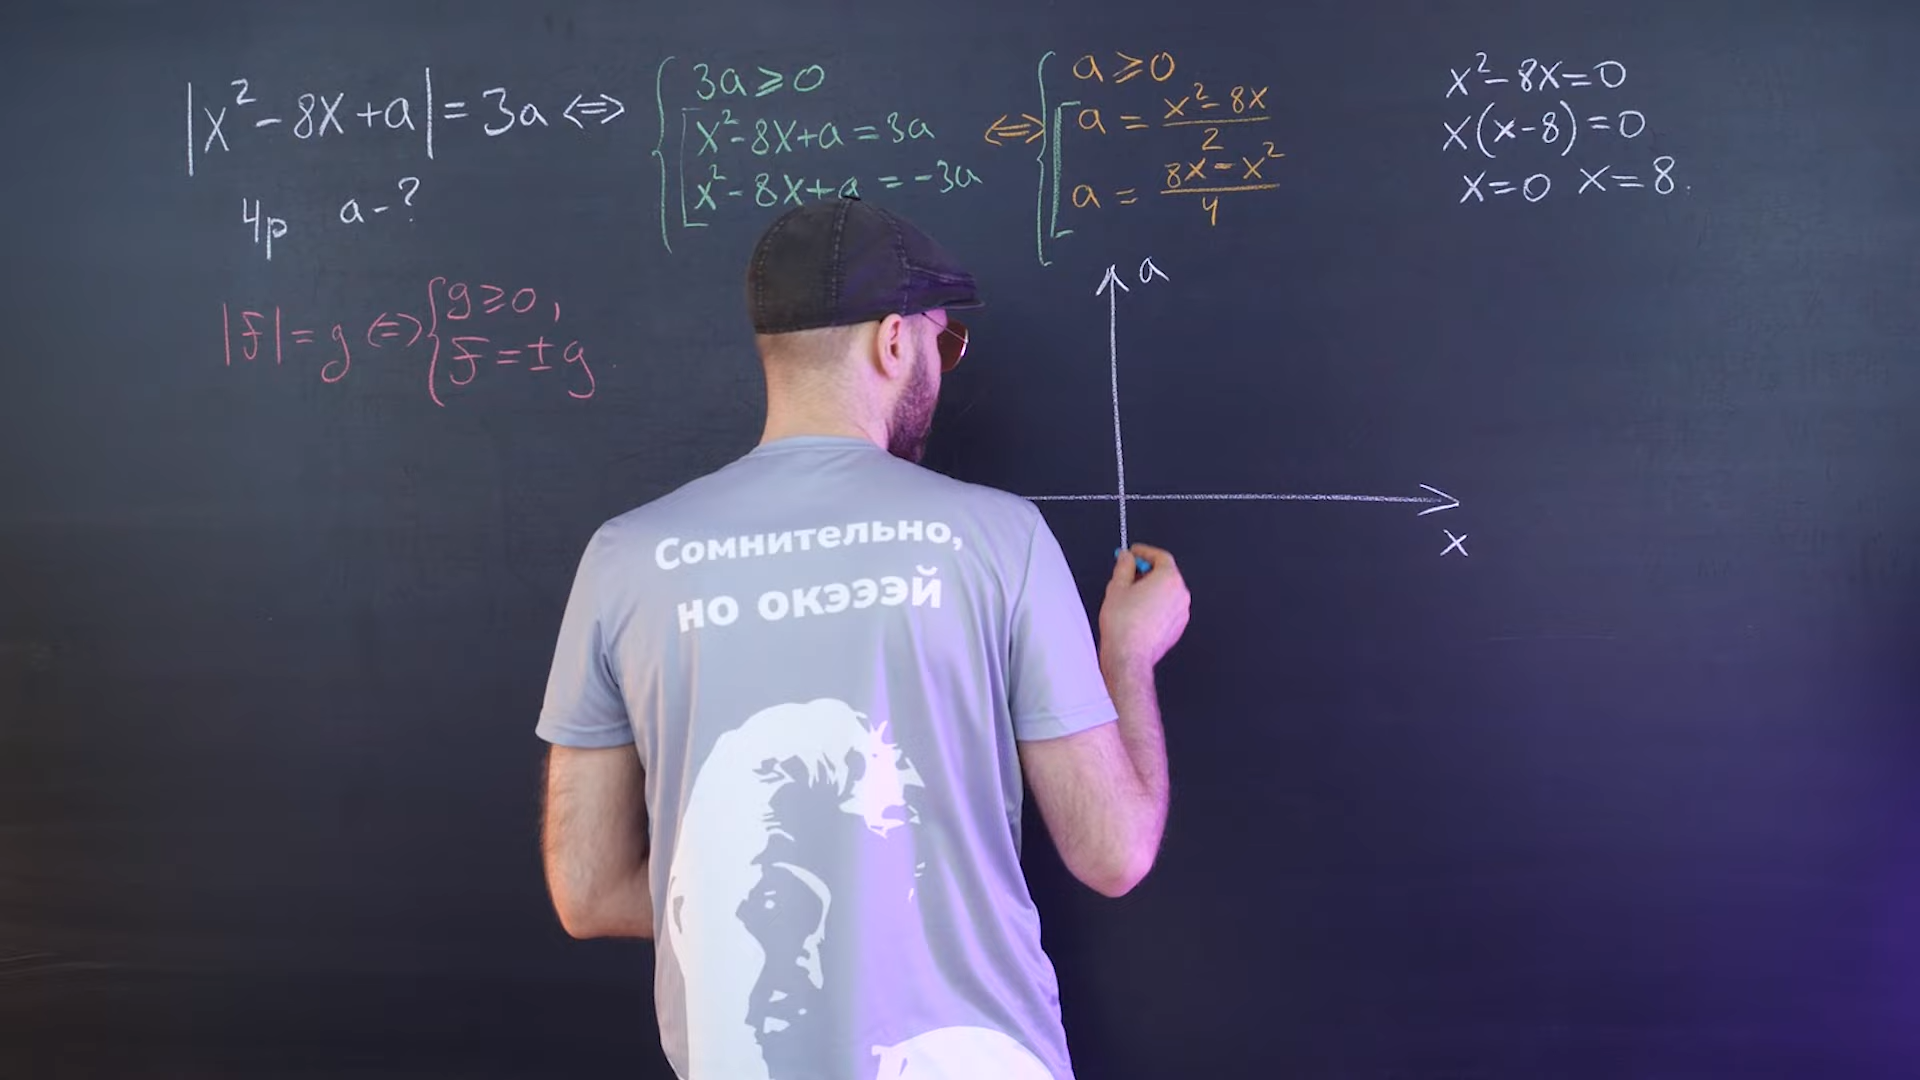 |x² - 8x + a| = 3a ⇔
{ 3a ⩾ 0
[ x² - 8x + a = 3a
x² - 8x + a = -3a
⇔
{ a ⩾ 0
[ a = (x² - 8x)/2
a = (8x - x²)/4
4р a - ?
|f| = g ⇔ { g ⩾ 0,
f = ± g
x² - 8x = 0
x(x - 8) = 0
x = 0 x = 8.
a
x
Сомнительно,
но окэээй